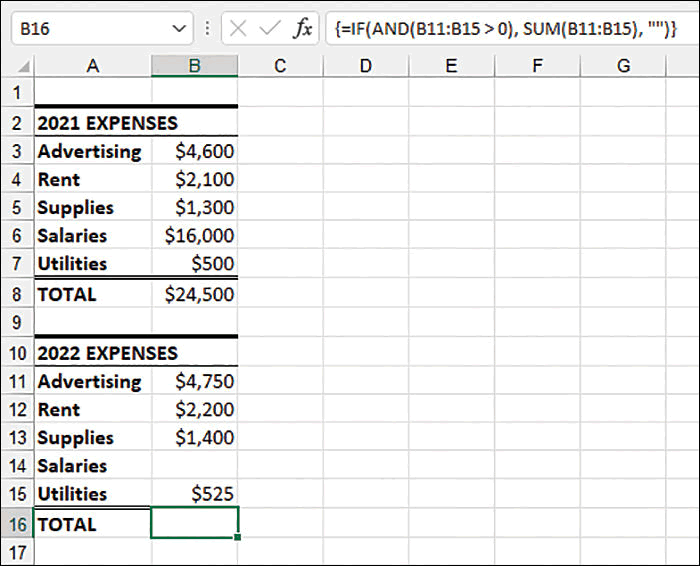 B16 fx {=IF(AND(B11:B15 > 0), SUM(B11:B15), "")}
A B C D E F G
1
2 2021 EXPENSES
3 Advertising $4,600
4 Rent $2,100
5 Supplies $1,300
6 Salaries $16,000
7 Utilities $500
8 TOTAL $24,500
9
10 2022 EXPENSES
11 Advertising $4,750
12 Rent $2,200
13 Supplies $1,400
14 Salaries
15 Utilities $525
16 TOTAL
17